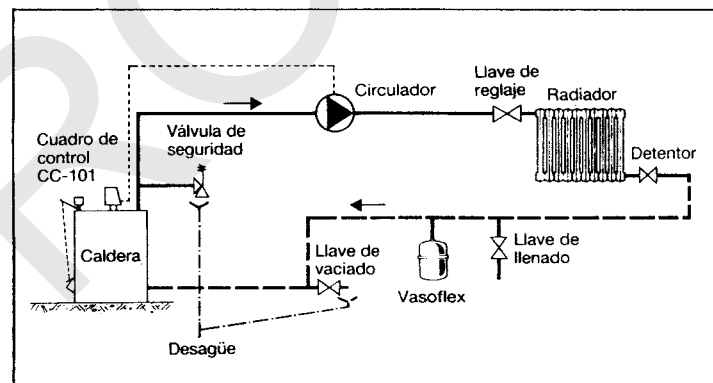 Circulador
Llave de
reglaje
Radiador
Válvula de
seguridad
Detentor
Cuadro de
control
CC-101
Caldera
Llave de
vaciado
Vasoflex
Llave de
llenado
Desagüe